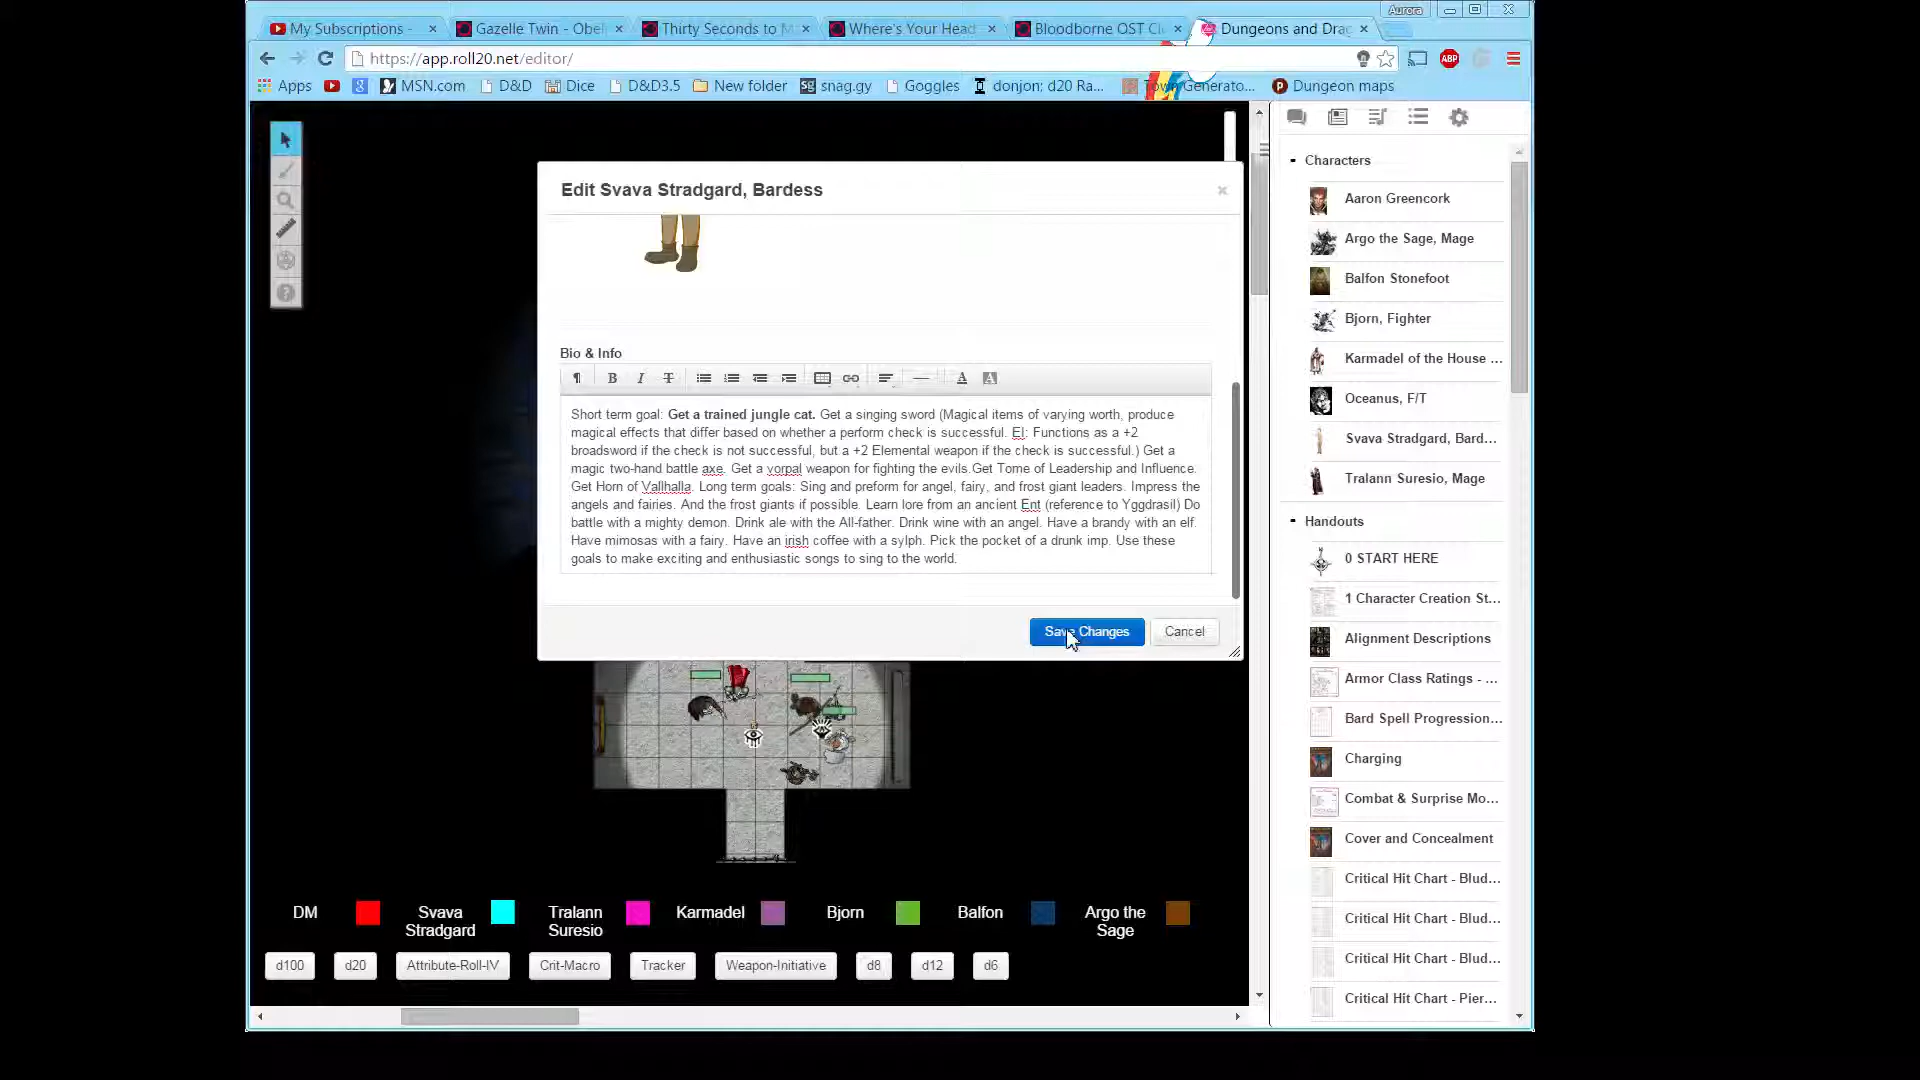 Aurora
My Subscriptions -
Gazelle Twin - Obel
Thirty Seconds to M
Where's Your Head
Bloodborne OST Cl
Dungeons and Drag
https://app.roll20.net/editor/
ABP
Apps
MSN.com
D&D
Dice
D&D3.5
New folder
Sg snag.gy
Goggles
donjon; d20 Ra...
Town Generato...
Dungeon maps
Edit Svava Stradgard, Bardess
Bio & Info
Short term goal: Get a trained jungle cat. Get a singing sword (Magical items of varying worth, produce
magical effects that differ based on whether a perform check is successful. EI: Functions as a +2
broadsword if the check is not successful, but a +2 Elemental weapon if the check is successful.) Get a
magic two-hand battle axe. Get a vorpal weapon for fighting the evils.Get Tome of Leadership and Influence.
Get Horn of Vallhalla. Long term goals: Sing and preform for angel, fairy, and frost giant leaders. Impress the
angels and fairies. And the frost giants if possible. Learn lore from an ancient Ent (reference to Yggdrasil) Do
battle with a mighty demon. Drink ale with the All-father. Drink wine with an angel. Have a brandy with an elf.
Have mimosas with a fairy. Have an irish coffee with a sylph. Pick the pocket of a drunk imp. Use these
goals to make exciting and enthusiastic songs to sing to the world.
Save Changes
Cancel
Characters
Aaron Greencork
Argo the Sage, Mage
Balfon Stonefoot
Bjorn, Fighter
Karmadel of the House ...
Oceanus, F/T
Svava Stradgard, Bard...
Tralann Suresio, Mage
Handouts
0 START HERE
1 Character Creation St...
Alignment Descriptions
Armor Class Ratings - ...
Bard Spell Progression...
Charging
Combat & Surprise Mo...
Cover and Concealment
Critical Hit Chart - Blud...
Critical Hit Chart - Blud...
Critical Hit Chart - Blud...
Critical Hit Chart - Pier...
DM
Svava
Stradgard
Tralann
Suresio
Karmadel
Bjorn
Balfon
Argo the
Sage
d100
d20
Attribute-Roll-IV
Crit-Macro
Tracker
Weapon-Initiative
d8
d12
d6